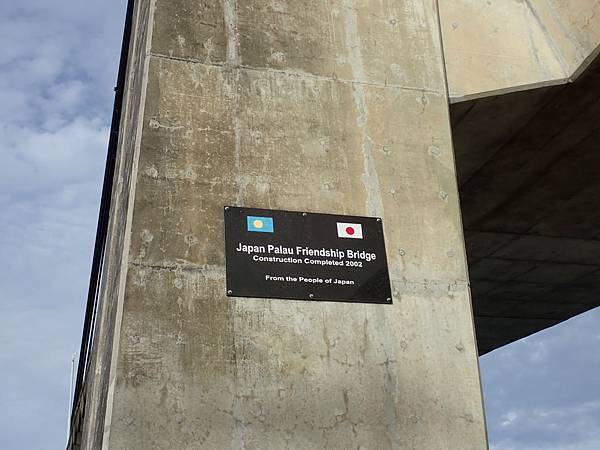 Japan Palau Friendship Bridge
Construction Completed 2002
From the People of Japan